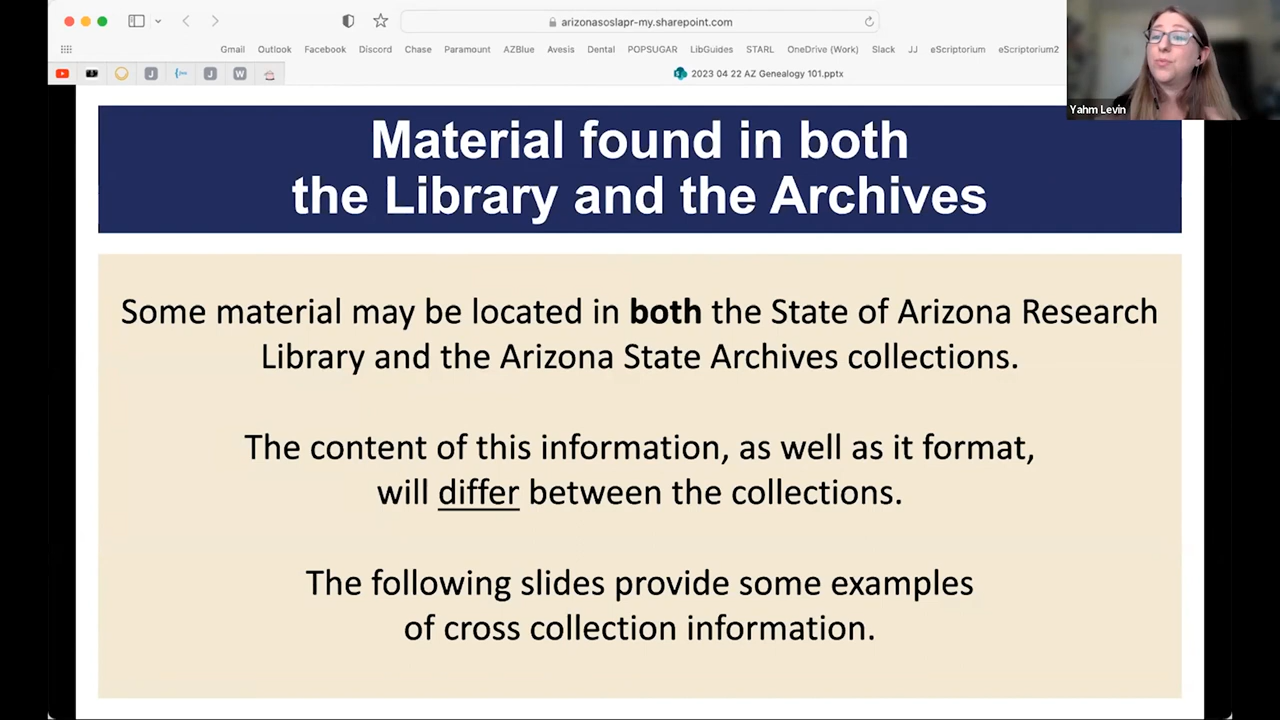 arizonasoslapr-my.sharepoint.com
Gmail Outlook Facebook Discord Chase Paramount AZBlue Avesis Dental POPSUGAR LibGuides STARL OneDrive (Work) Slack JJ eScriptorium eScriptorium2
J J W 2023 04 22 AZ Genealogy 101.pptx
Yahm Levin
Material found in both
the Library and the Archives
Some material may be located in both the State of Arizona Research
Library and the Arizona State Archives collections.
The content of this information, as well as it format,
will differ between the collections.
The following slides provide some examples
of cross collection information.